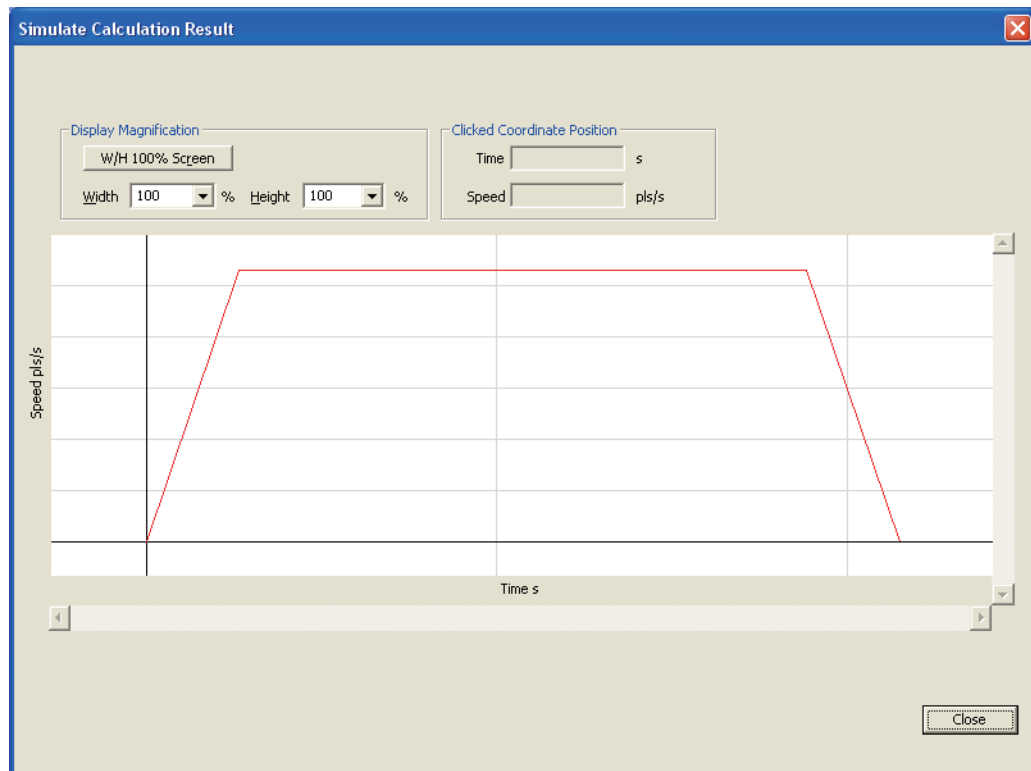 Simulate Calculation Result
Display Magnification
W/H 100% Screen
Width 100 % Height 100 %
Clicked Coordinate Position
Time s
Speed pls/s
Speed pls/s
Time s
Close